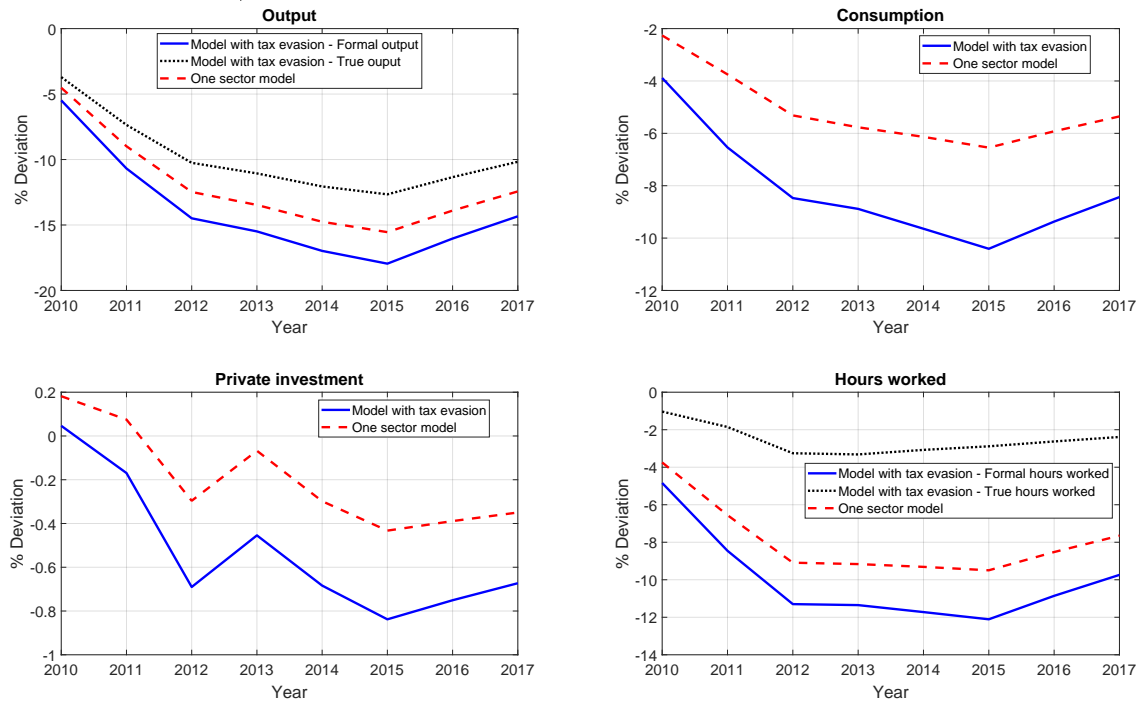 Output
0
-5
-10
-15
-20
% Deviation
Model with tax evasion - Formal output
Model with tax evasion - True ouput
One sector model
2010 2011 2012 2013 2014 2015 2016 2017
Year
Consumption
-2
-4
-6
-8
-10
-12
% Deviation
Model with tax evasion
One sector model
2010 2011 2012 2013 2014 2015 2016 2017
Year
Private investment
0.2
0
-0.2
-0.4
-0.6
-0.8
-1
% Deviation
Model with tax evasion
One sector model
2010 2011 2012 2013 2014 2015 2016 2017
Year
Hours worked
0
-2
-4
-6
-8
-10
-12
-14
% Deviation
Model with tax evasion - Formal hours worked
Model with tax evasion - True hours worked
One sector model
2010 2011 2012 2013 2014 2015 2016 2017
Year